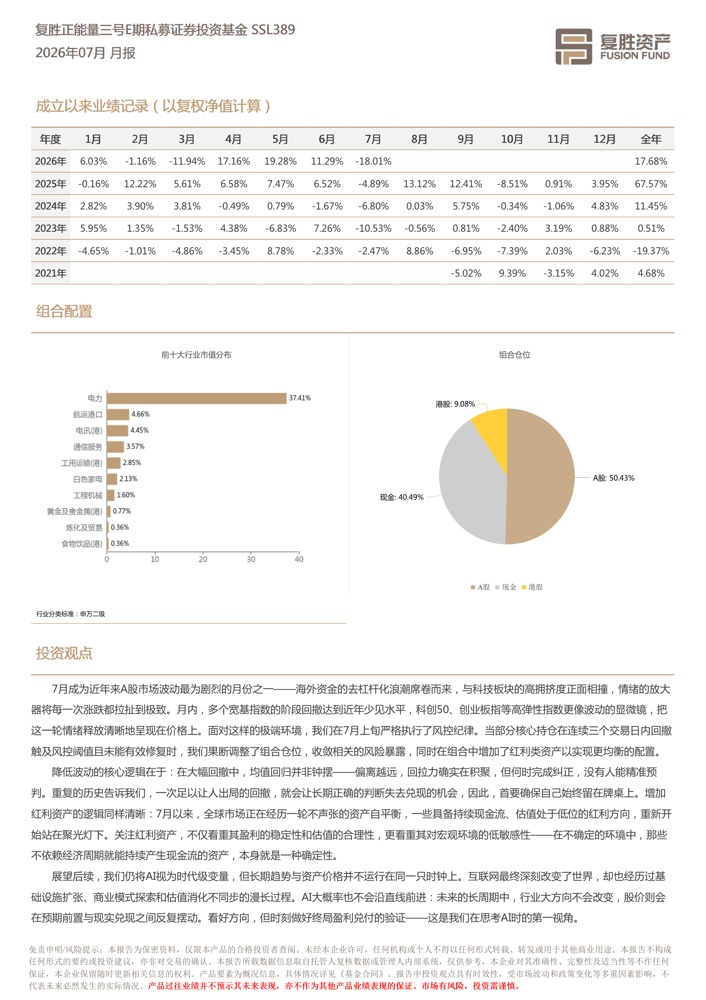 复胜正能量三号E期私募证券投资基金 SSL389
2026年07月 月报
复胜资产
FUSION FUND
成立以来业绩记录（以复权净值计算）
年度 1月 2月 3月 4月 5月 6月 7月 8月 9月 10月 11月 12月 全年
2026年 6.03% -1.16% -11.94% 17.16% 19.28% 11.29% -18.01% 17.68%
2025年 -0.16% 12.22% 5.61% 6.58% 7.47% 6.52% -4.89% 13.12% 12.41% -8.51% 0.91% 3.95% 67.57%
2024年 2.82% 3.90% 3.81% -0.49% 0.79% -1.67% -6.80% 0.03% 5.75% -0.34% -1.06% 4.83% 11.45%
2023年 5.95% 1.35% -1.53% 4.38% -6.83% 7.26% -10.53% -0.56% 0.81% -2.40% 3.19% 0.88% 0.51%
2022年 -4.65% -1.01% -4.86% -3.45% 8.78% -2.33% -2.47% 8.86% -6.95% -7.39% 2.03% -6.23% -19.37%
2021年 -5.02% 9.39% -3.15% 4.02% 4.68%
组合配置
前十大行业市值分布
电力 37.41%
航运港口 4.66%
电讯(港) 4.45%
通信服务 3.57%
工用运输(港) 2.85%
白色家电 2.13%
工程机械 1.60%
黄金及贵金属(港) 0.77%
炼化及贸易 0.36%
食物饮品(港) 0.36%
0 10 20 30 40
组合仓位
港股: 9.08%
A股: 50.43%
现金: 40.49%
A股 现金 港股
行业分类标准：申万二级
投资观点
7月成为近年来A股市场波动最为剧烈的月份之一——海外资金的去杠杆化浪潮席卷而来，与科技板块的高拥挤度正面相撞，情绪的放大
器将每一次涨跌都拉扯到极致。月内，多个宽基指数的阶段回撤达到近年少见水平，科创50、创业板指等高弹性指数更像波动的显微镜，把
这一轮情绪释放清晰地呈现在价格上。面对这样的极端环境，我们在7月上旬严格执行了风控纪律。当部分核心持仓在连续三个交易日内回撤
触及风控阈值且未能有效修复时，我们果断调整了组合仓位，收敛相关的风险暴露，同时在组合中增加了红利类资产以实现更均衡的配置。
降低波动的核心逻辑在于：在大幅回撤中，均值回归并非钟摆——偏离越远，回拉力确实在积聚，但何时完成纠正，没有人能精准预
判。重复的历史告诉我们，一次足以让人出局的回撤，就会让长期正确的判断失去兑现的机会，因此，首要确保自己始终留在牌桌上。增加
红利资产的逻辑同样清晰：7月以来，全球市场正在经历一轮不声张的资产自平衡，一些具备持续现金流、估值处于低位的红利方向，重新开
始站在聚光灯下。关注红利资产，不仅看重其盈利的稳定性和估值的合理性，更看重其对宏观环境的低敏感性——在不确定的环境中，那些
不依赖经济周期就能持续产生现金流的资产，本身就是一种确定性。
展望后续，我们仍将AI视为时代级变量，但长期趋势与资产价格并不运行在同一只时钟上。互联网最终深刻改变了世界，却也经历过基
础设施扩张、商业模式探索和估值消化不同步的漫长过程。AI大概率也不会沿直线前进：未来的长周期中，行业大方向不会改变，股价则会
在预期前置与现实兑现之间反复摆动。看好方向，但时刻做好终局盈利兑付的验证——这是我们在思考AI时的第一视角。
免责申明/风险提示：本报告为保密资料，仅限本产品的合格投资者查阅。未经本企业许可，任何机构或个人不得以任何形式转载、转发或用于其他商业用途。本报告不构成
任何形式的要约或投资建议，亦非对交易的确认。本报告所载数据信息取自托管人复核数据或管理人内部系统，仅供参考，本企业对其准确性、完整性及适当性等不作任何
保证，本企业保留随时更新相关信息的权利。产品要素为概况信息，具体情况详见《基金合同》。报告中投资观点具有时效性，受市场波动和政策变化等多重因素影响，不
代表未来必然发生的实际情况。产品过往业绩并不预示其未来表现，亦不作为其他产品业绩表现的保证。市场有风险，投资需谨慎。